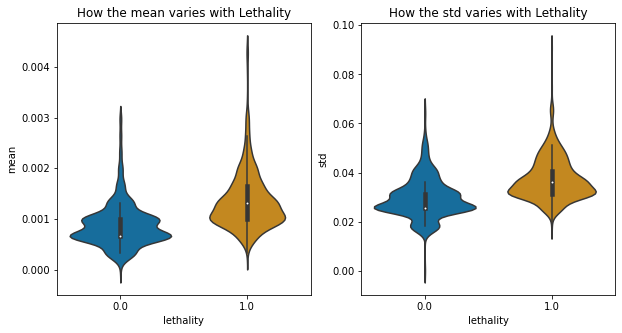 How the mean varies with Lethality
mean
0.004
0.003
0.002
0.001
0.000
0.0
1.0
lethality
How the std varies with Lethality
std
0.10
0.08
0.06
0.04
0.02
0.00
0.0
1.0
lethality